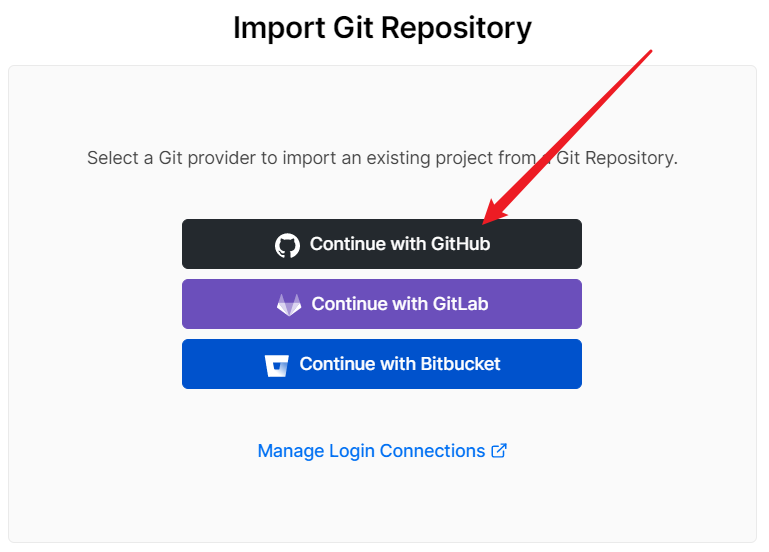 Import Git Repository
Select a Git provider to import an existing project from a Git Repository.
Continue with GitHub
Continue with GitLab
Continue with Bitbucket
Manage Login Connections